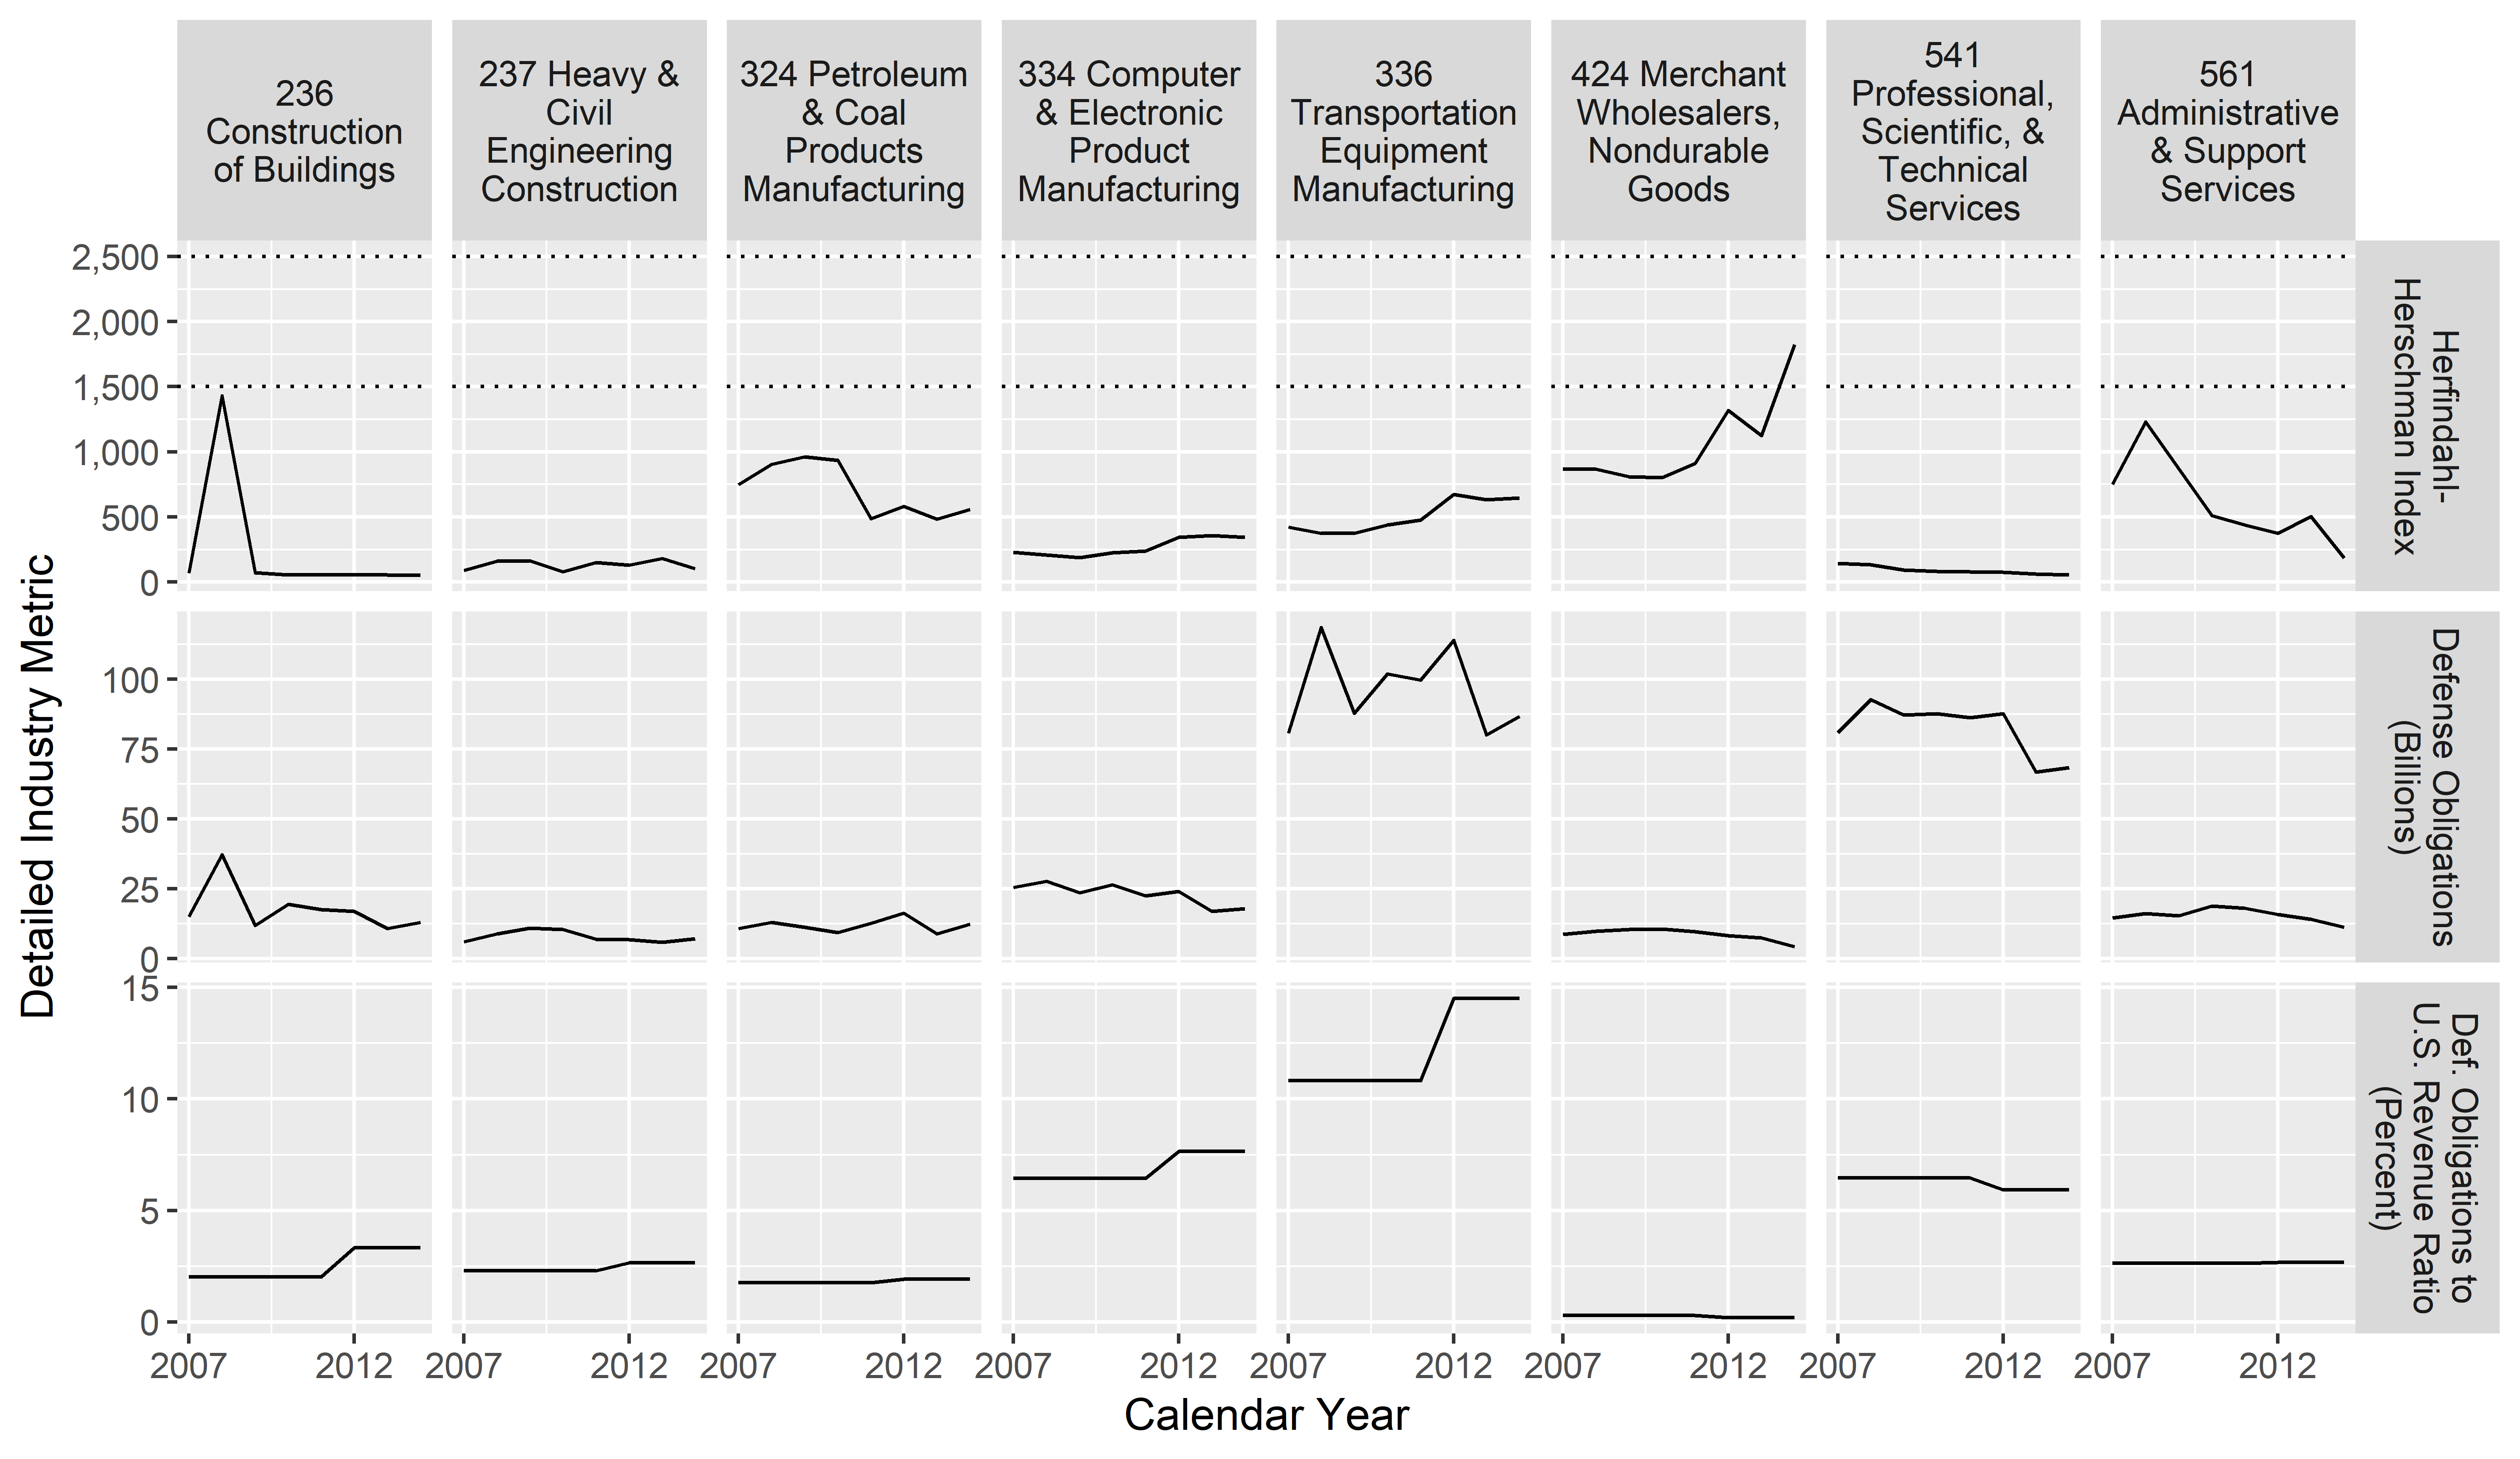 236
Construction
of Buildings
237 Heavy &
Civil
Engineering
Construction
324 Petroleum
& Coal
Products
Manufacturing
334 Computer
& Electronic
Product
Manufacturing
336
Transportation
Equipment
Manufacturing
424 Merchant
Wholesalers,
Nondurable
Goods
541
Professional,
Scientific, &
Technical
Services
561
Administrative
& Support
Services
Detailed Industry Metric
2,500
2,000
1,500
1,000
500
0
Herfindahl-
Herschman Index
100
75
50
25
0
Defense Obligations
(Billions)
15
10
5
0
Def. Obligations to
U.S. Revenue Ratio
(Percent)
2007 2012 2007 2012 2007 2012 2007 2012 2007 2012 2007 2012 2007 2012 2007 2012
Calendar Year